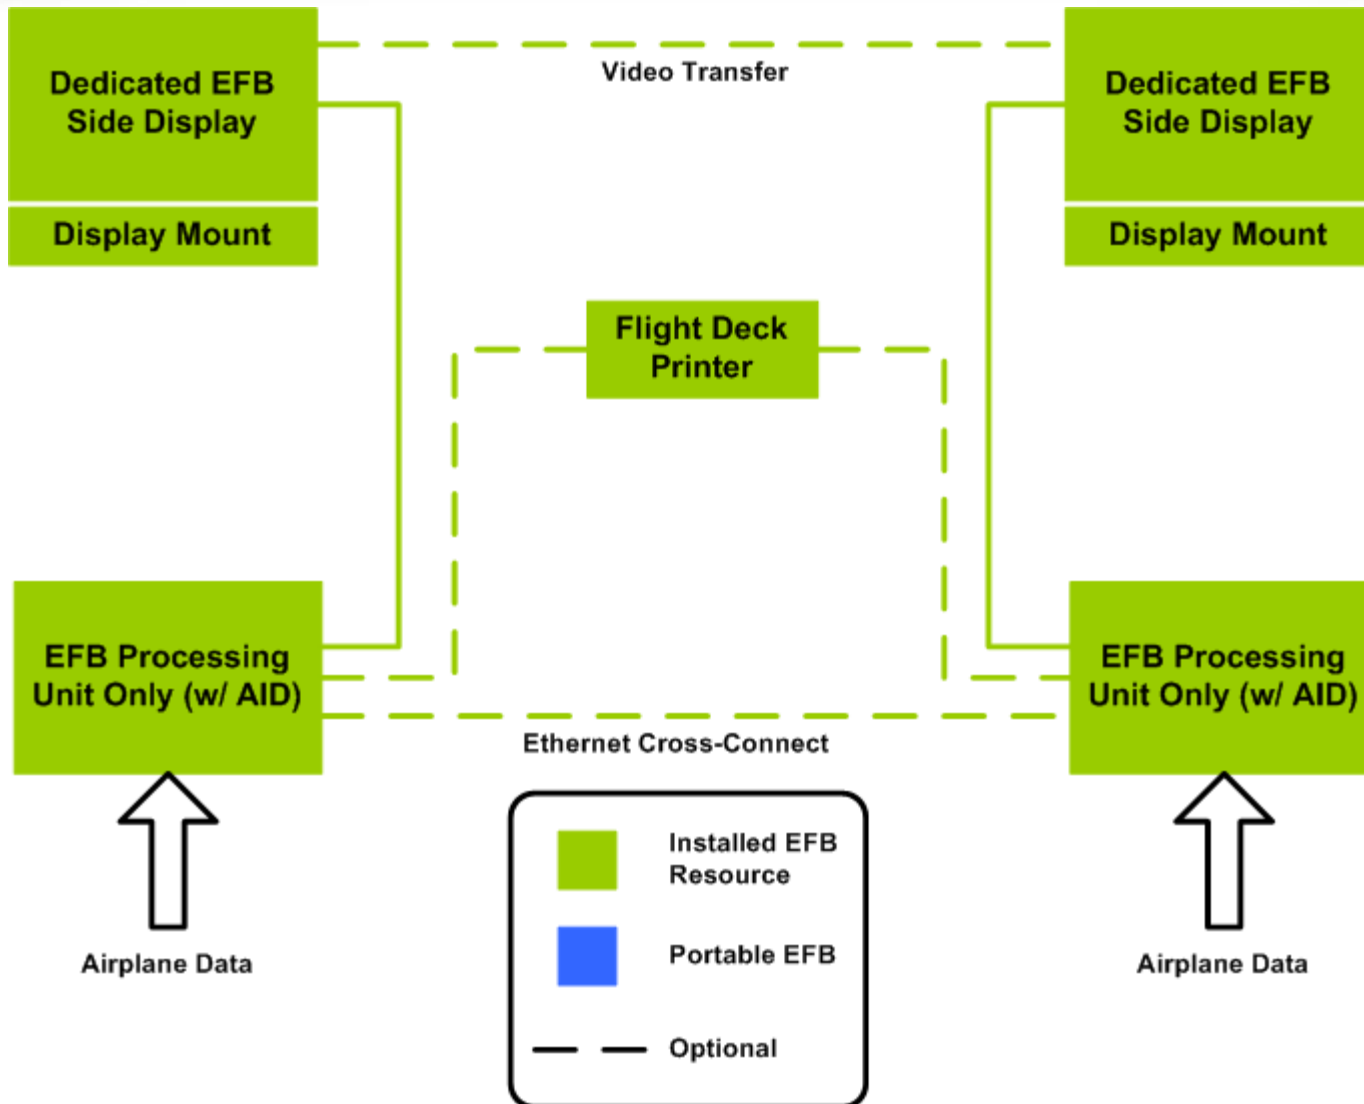 Dedicated EFB
Side Display
Video Transfer
Dedicated EFB
Side Display
Display Mount
Display Mount
Flight Deck
Printer
EFB Processing
Unit Only (w/ AID)
EFB Processing
Unit Only (w/ AID)
Ethernet Cross-Connect
Installed EFB
Resource
Portable EFB
Optional
Airplane Data
Airplane Data